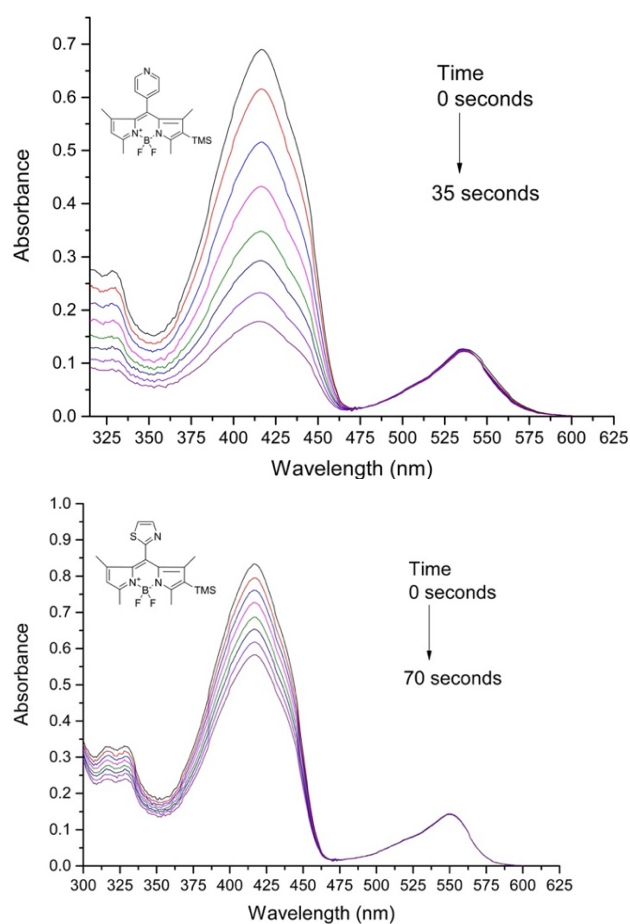 0.7
0.6
0.5
0.4
0.3
0.2
0.1
0.0
Absorbance
N
N+
B-
N
TMS
F
F
Time
0 seconds
35 seconds
325 350 375 400 425 450 475 500 525 550 575 600 625
Wavelength (nm)
1.0
0.9
0.8
0.7
0.6
0.5
0.4
0.3
0.2
0.1
0.0
Absorbance
S
N
N+
B-
N
TMS
F
F
Time
0 seconds
70 seconds
300 325 350 375 400 425 450 475 500 525 550 575 600 625
Wavelength (nm)